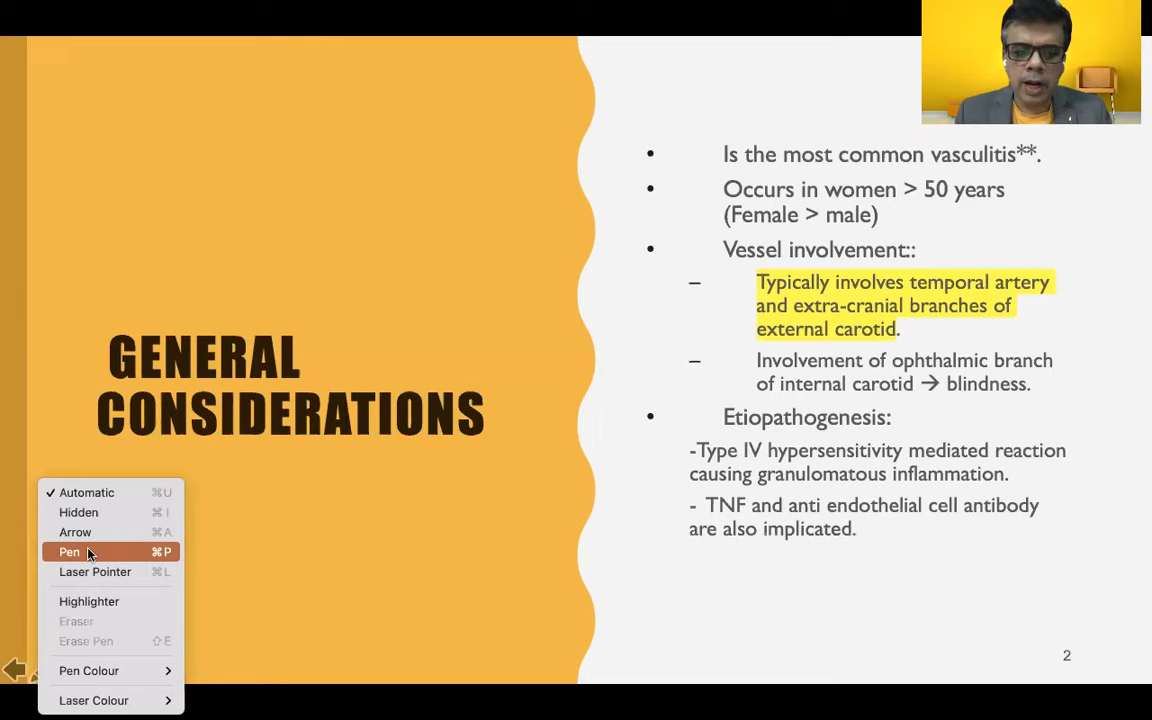 GENERAL
CONSIDERATIONS
• Is the most common vasculitis**.
• Occurs in women > 50 years
(Female > male)
• Vessel involvement::
– Typically involves temporal artery
and extra-cranial branches of
external carotid.
– Involvement of ophthalmic branch
of internal carotid → blindness.
• Etiopathogenesis:
-Type IV hypersensitivity mediated reaction
causing granulomatous inflammation.
- TNF and anti endothelial cell antibody
are also implicated.
2
✓ Automatic ⌘U
Hidden ⌘I
Arrow ⌘A
Pen ⌘P
Laser Pointer ⌘L
Highlighter
Eraser
Erase Pen ⇧E
Pen Colour >
Laser Colour >